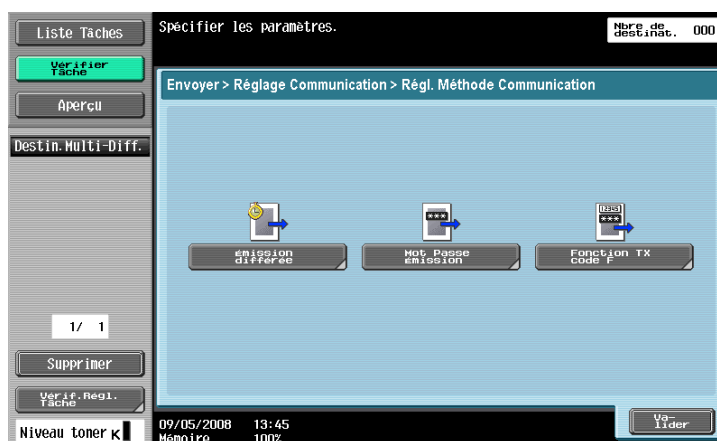 Liste Tâches
Vérifier
Tâche
Aperçu
Destin.Multi-Diff.
1/ 1
Supprimer
Vérif.Régl.
Tâche
Niveau toner K
Spécifier les paramètres.
Nbre de
destinat. 000
Envoyer > Réglage Communication > Régl. Méthode Communication
***
12345
***
émission
différée
Mot Passe
émission
Fonction TX
code F
09/05/2008 13:45
Mémoire 100%
Va-
lider